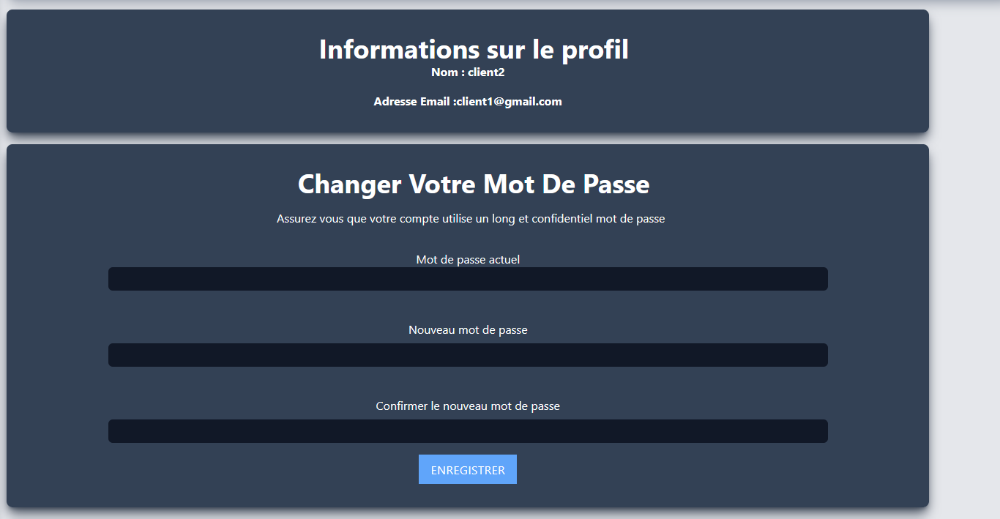 Informations sur le profil
Nom : client2
Adresse Email :client1@gmail.com
Changer Votre Mot De Passe
Assurez vous que votre compte utilise un long et confidentiel mot de passe
Mot de passe actuel
Nouveau mot de passe
Confirmer le nouveau mot de passe
ENREGISTRER